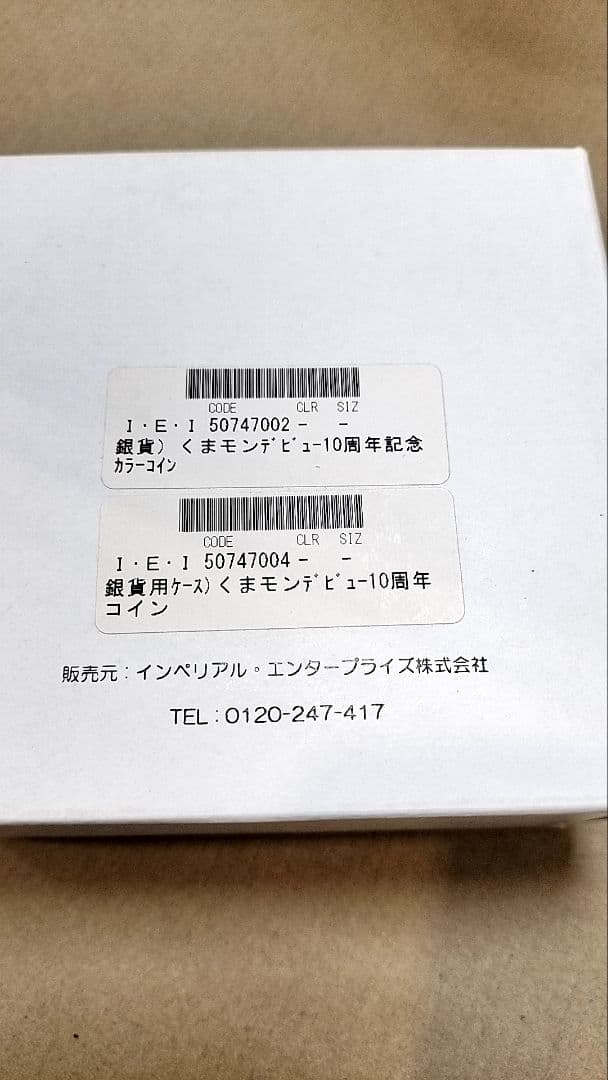 CODE CLR SIZ
I・E・I 50747002 - -
銀貨) くまモンﾃﾞﾋﾞｭｰ10周年記念
ｶﾗｰｺｲﾝ
CODE CLR SIZ
I・E・I 50747004 - -
銀貨用ｹｰｽ)くまモンﾃﾞﾋﾞｭｰ10周年
コイン
販売元：インペリアル・エンタープライズ株式会社
TEL：0120-247-417